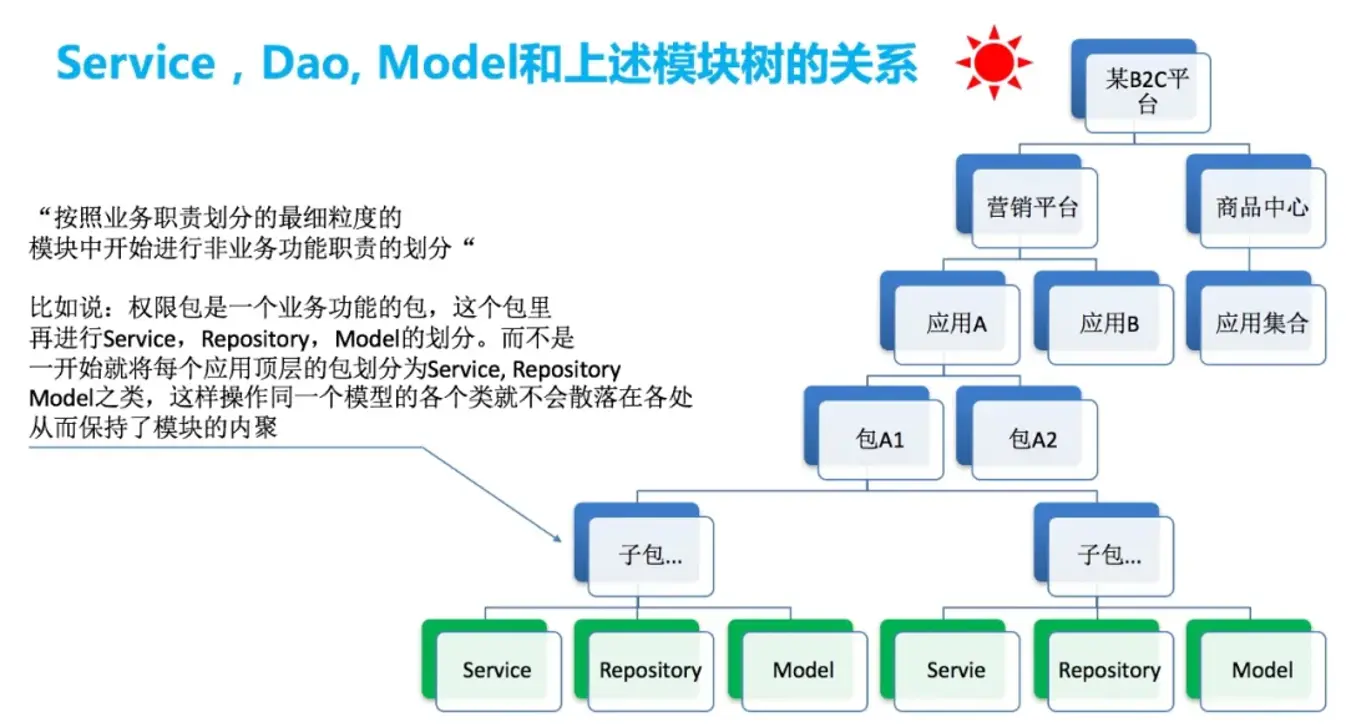 Service，Dao, Model和上述模块树的关系
某B2C平
台
营销平台
商品中心
“按照业务职责划分的最细粒度的
模块中开始进行非业务功能职责的划分“
比如说：权限包是一个业务功能的包，这个包里
再进行Service，Repository，Model的划分。而不是
一开始就将每个应用顶层的包划分为Service, Repository
Model之类，这样操作同一个模型的各个类就不会散落在各处
从而保持了模块的内聚
应用A
应用B
应用集合
包A1
包A2
子包...
子包...
Service
Repository
Model
Servie
Repository
Model